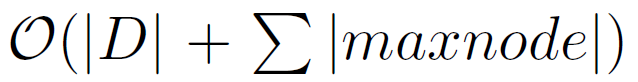 𝒪(|D| + ∑ |maxnode|)